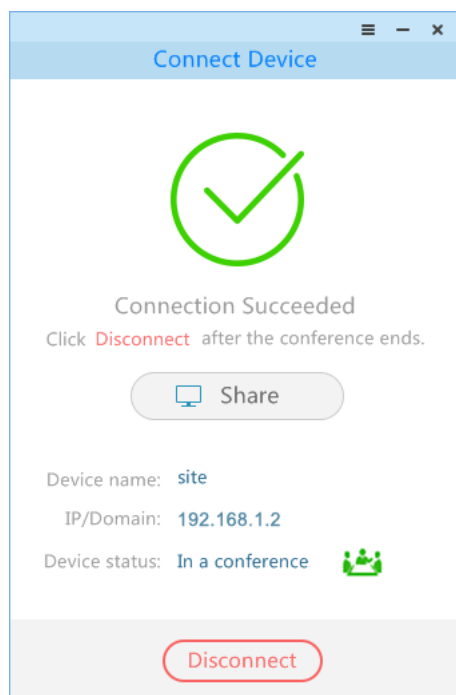 Connect Device
Connection Succeeded
Click Disconnect after the conference ends.
Share
Device name: site
IP/Domain: 192.168.1.2
Device status: In a conference
Disconnect